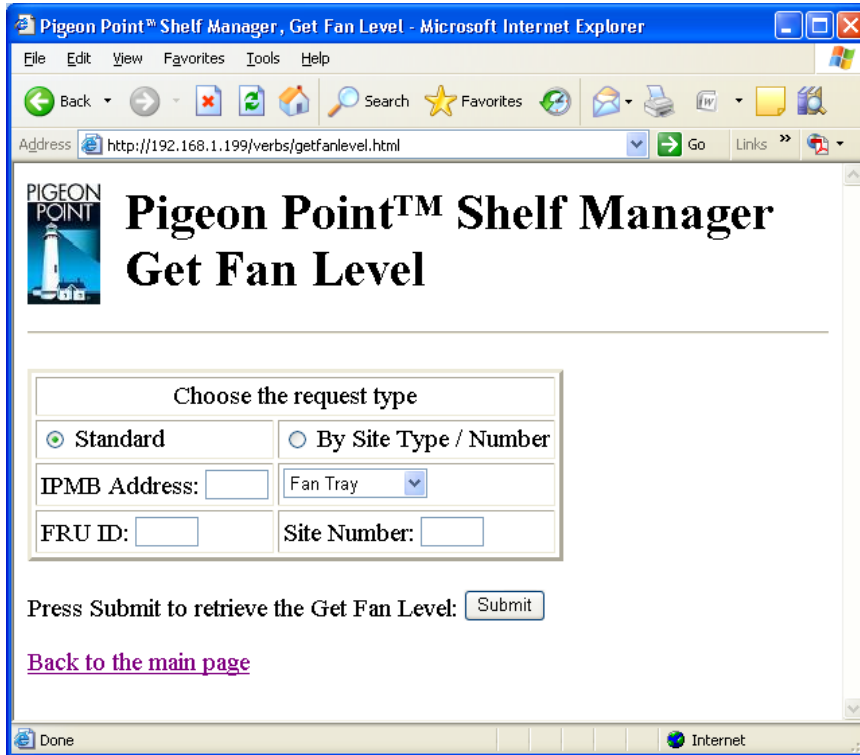 Pigeon Point™ Shelf Manager, Get Fan Level - Microsoft Internet Explorer
File Edit View Favorites Tools Help
Back Search Favorites
Address http://192.168.1.199/verbs/getfanlevel.html Go Links »
PIGEON
POINT
Pigeon Point™ Shelf Manager
Get Fan Level
Choose the request type
Standard By Site Type / Number
IPMB Address: Fan Tray
FRU ID: Site Number:
Press Submit to retrieve the Get Fan Level: Submit
Back to the main page
Done Internet